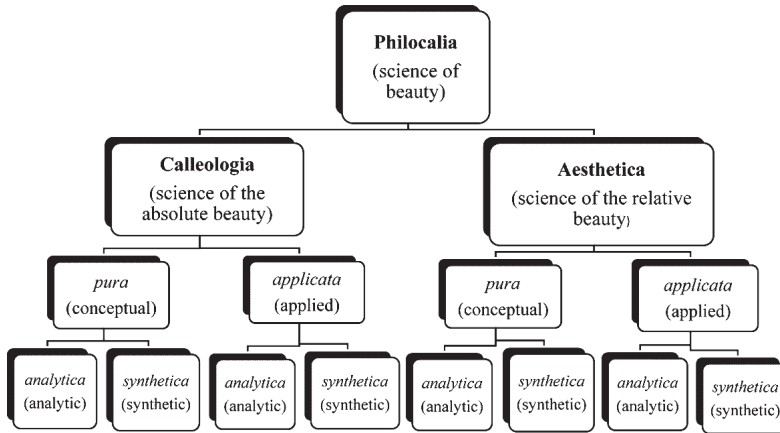 Philocalia
(science of
beauty)
Calleologia
(science of the
absolute beauty)
Aesthetica
(science of the relative
beauty)
pura
(conceptual)
applicata
(applied)
pura
(conceptual)
applicata
(applied)
analytica
(analytic)
synthetica
(synthetic)
analytica
(analytic)
synthetica
(synthetic)
analytica
(analytic)
synthetica
(synthetic)
analytica
(analytic)
synthetica
(synthetic)